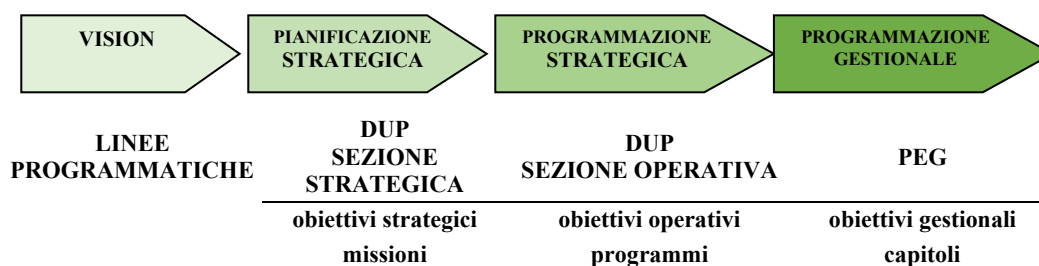 VISION
PIANIFICAZIONE
STRATEGICA
PROGRAMMAZIONE
STRATEGICA
PROGRAMMAZIONE
GESTIONALE
LINEE
PROGRAMMATICHE
DUP
SEZIONE
STRATEGICA
DUP
SEZIONE OPERATIVA
PEG
obiettivi strategici
missioni
obiettivi operativi
programmi
obiettivi gestionali
capitoli